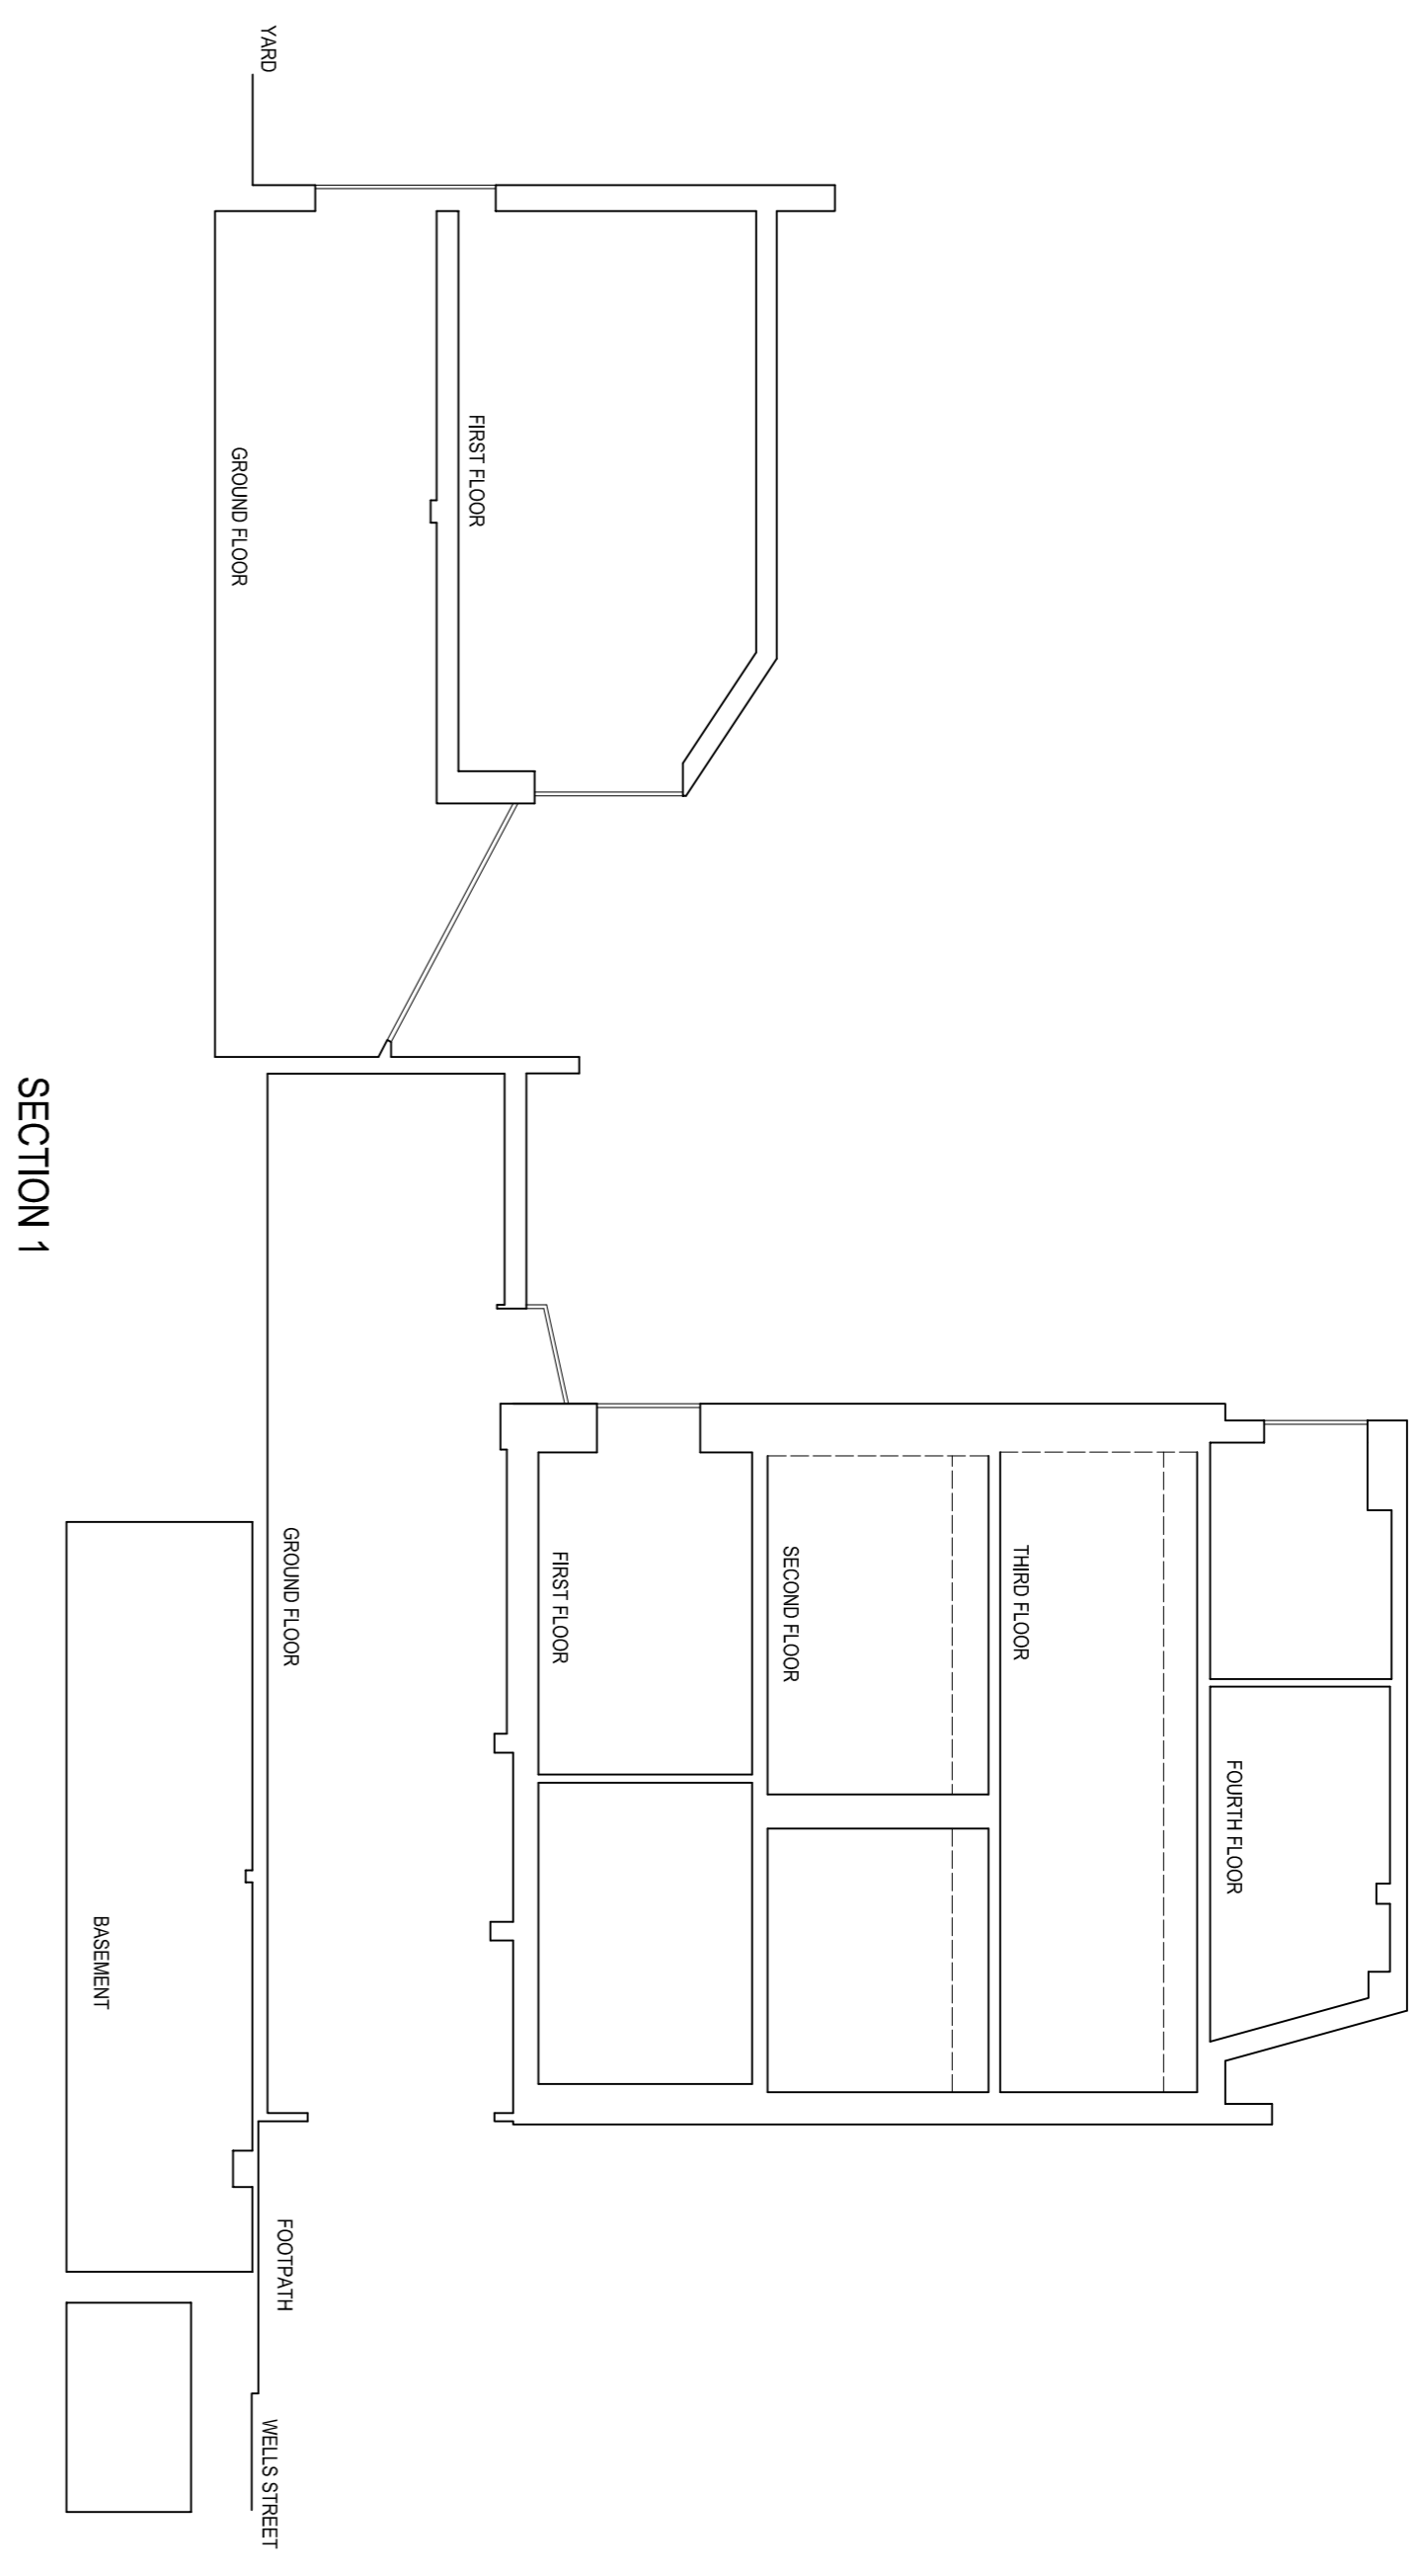 FOURTH FLOOR
THIRD FLOOR
SECOND FLOOR
FIRST FLOOR
FIRST FLOOR
GROUND FLOOR
GROUND FLOOR
YARD
FOOTPATH
WELLS STREET
BASEMENT
SECTION 1